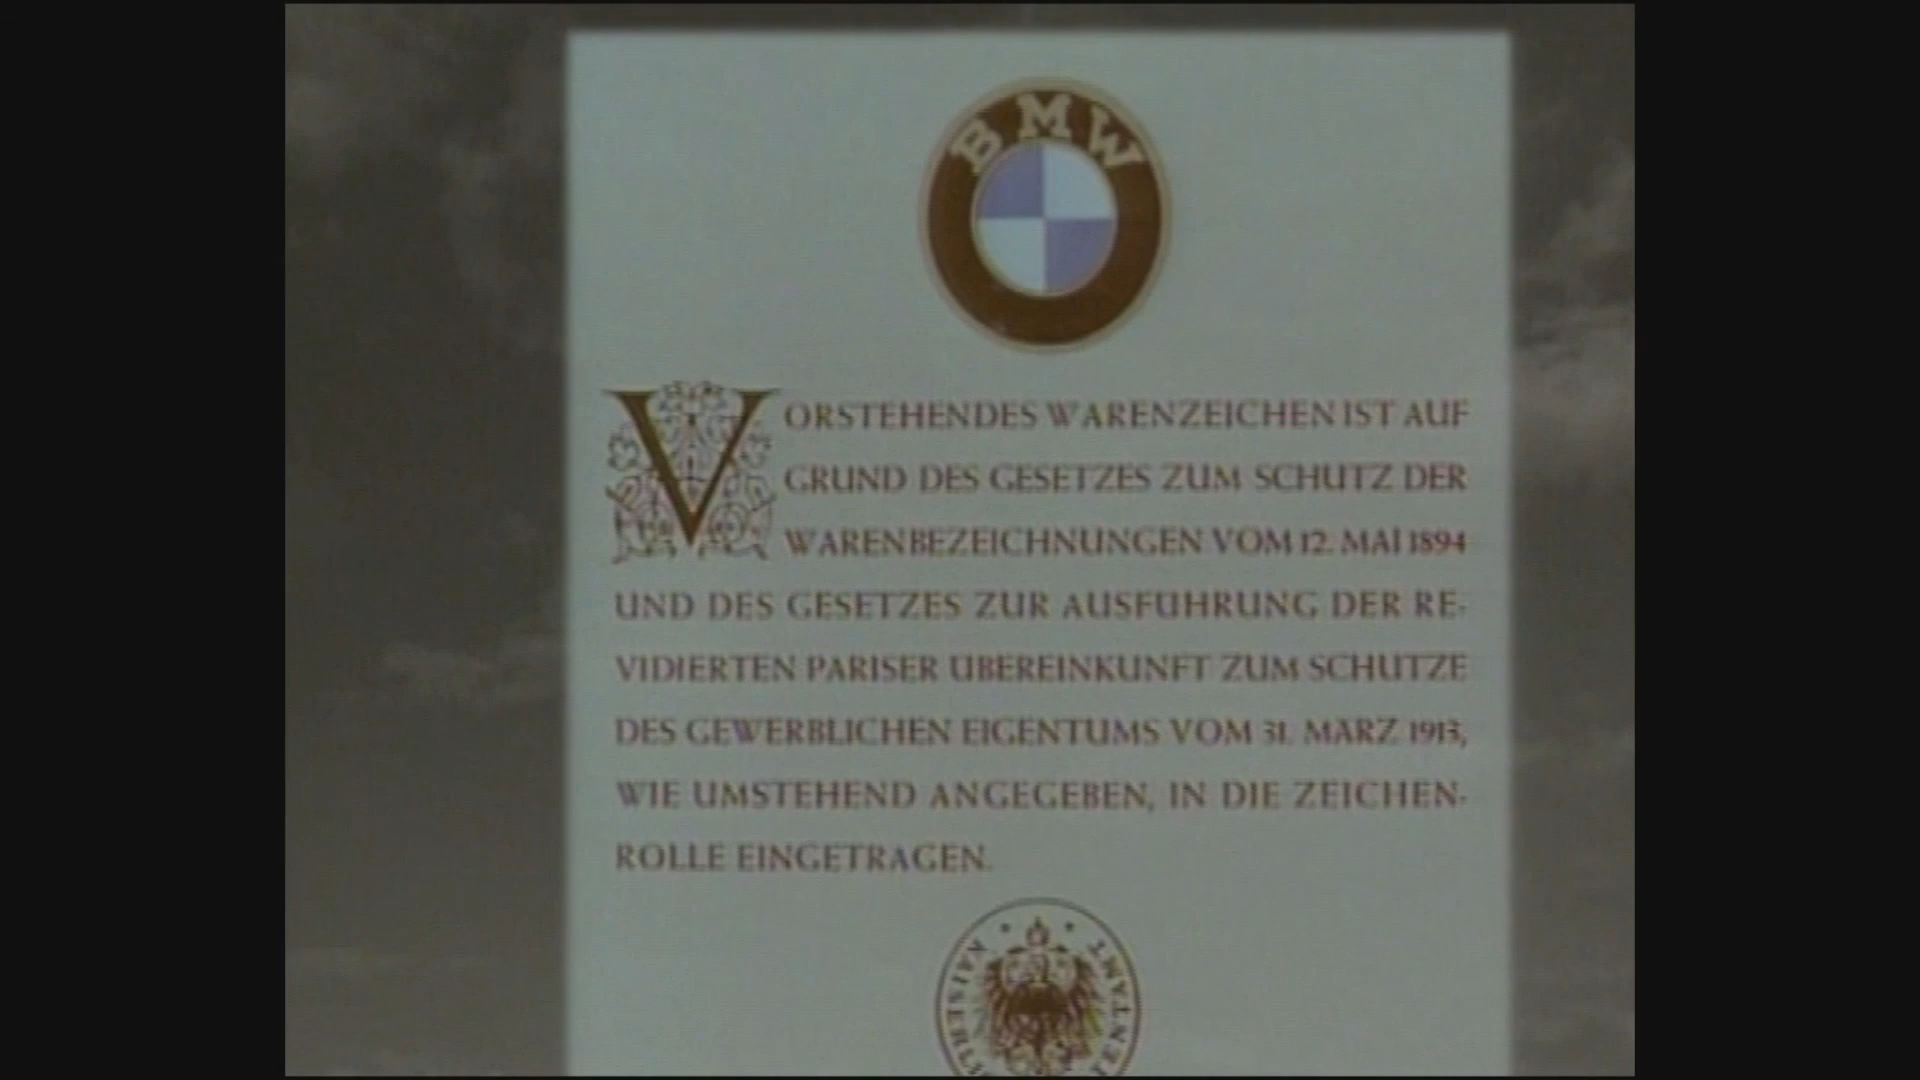 BMW
VORSTEHENDES WARENZEICHEN IST AUF
GRUND DES GESETZES ZUM SCHUTZ DER
WARENBEZEICHNUNGEN VOM 12. MAI 1894
UND DES GESETZES ZUR AUSFÜHRUNG DER RE-
VIDIERTEN PARISER ÜBEREINKUNFT ZUM SCHUTZE
DES GEWERBLICHEN EIGENTUMS VOM 31. MÄRZ 1913,
WIE UMSTEHEND ANGEGEBEN, IN DIE ZEICHEN-
ROLLE EINGETRAGEN.